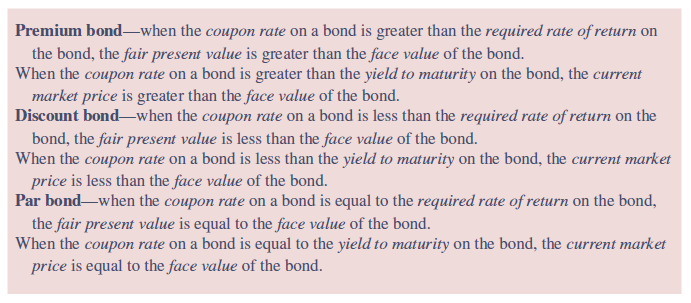 Premium bond—when the coupon rate on a bond is greater than the required rate of return on
the bond, the fair present value is greater than the face value of the bond.
When the coupon rate on a bond is greater than the yield to maturity on the bond, the current
market price is greater than the face value of the bond.
Discount bond—when the coupon rate on a bond is less than the required rate of return on the
bond, the fair present value is less than the face value of the bond.
When the coupon rate on a bond is less than the yield to maturity on the bond, the current market
price is less than the face value of the bond.
Par bond—when the coupon rate on a bond is equal to the required rate of return on the bond,
the fair present value is equal to the face value of the bond.
When the coupon rate on a bond is equal to the yield to maturity on the bond, the current market
price is equal to the face value of the bond.